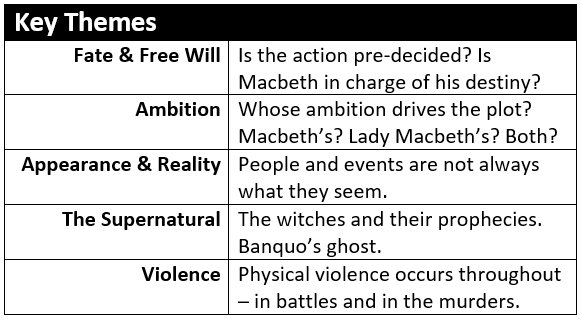 Key Themes
Fate & Free Will
Is the action pre-decided? Is
Macbeth in charge of his destiny?
Ambition
Whose ambition drives the plot?
Macbeth’s? Lady Macbeth’s? Both?
Appearance & Reality
People and events are not always
what they seem.
The Supernatural
The witches and their prophecies.
Banquo’s ghost.
Violence
Physical violence occurs throughout
– in battles and in the murders.